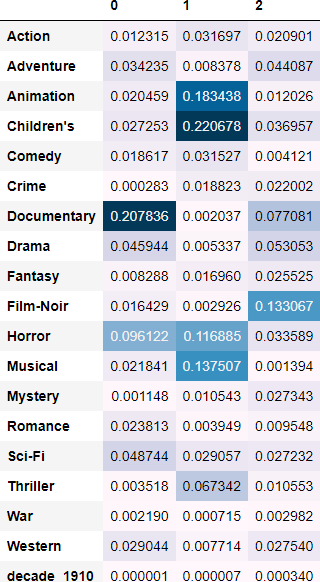 0 1 2
Action 0.012315 0.031697 0.020901
Adventure 0.034235 0.008378 0.044087
Animation 0.020459 0.183438 0.012026
Children's 0.027253 0.220678 0.036957
Comedy 0.018617 0.031527 0.004121
Crime 0.000283 0.018823 0.022002
Documentary 0.207836 0.002037 0.077081
Drama 0.045944 0.005337 0.053053
Fantasy 0.008288 0.016960 0.025525
Film-Noir 0.016429 0.002926 0.133067
Horror 0.096122 0.116885 0.033589
Musical 0.021841 0.137507 0.001394
Mystery 0.001148 0.010543 0.027343
Romance 0.023813 0.003949 0.009548
Sci-Fi 0.048744 0.029057 0.027232
Thriller 0.003518 0.067342 0.010553
War 0.002190 0.000715 0.002982
Western 0.029044 0.007714 0.027540
decade_1910 0.000001 0.000007 0.000340